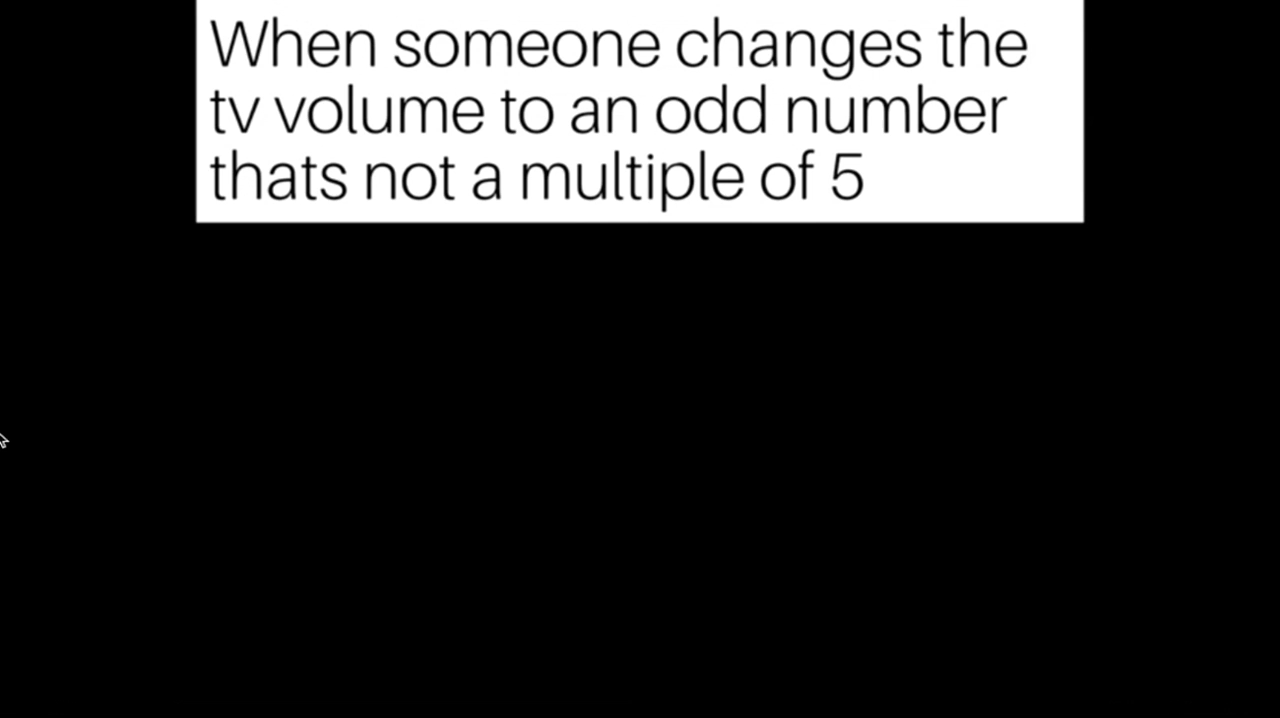 When someone changes the
tv volume to an odd number
thats not a multiple of 5